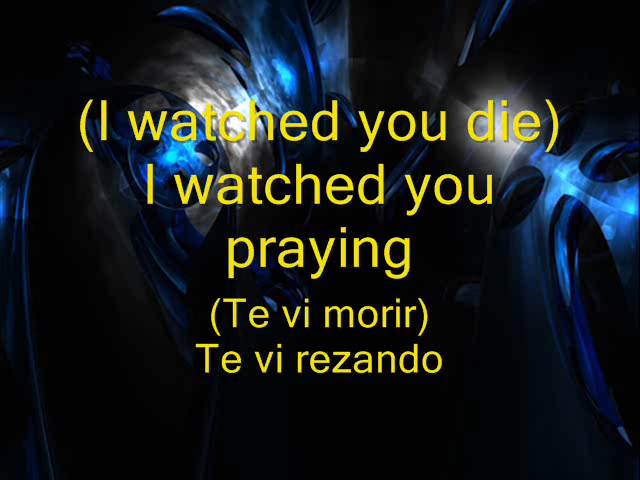 (I watched you die)
I watched you
praying
(Te vi morir)
Te vi rezando